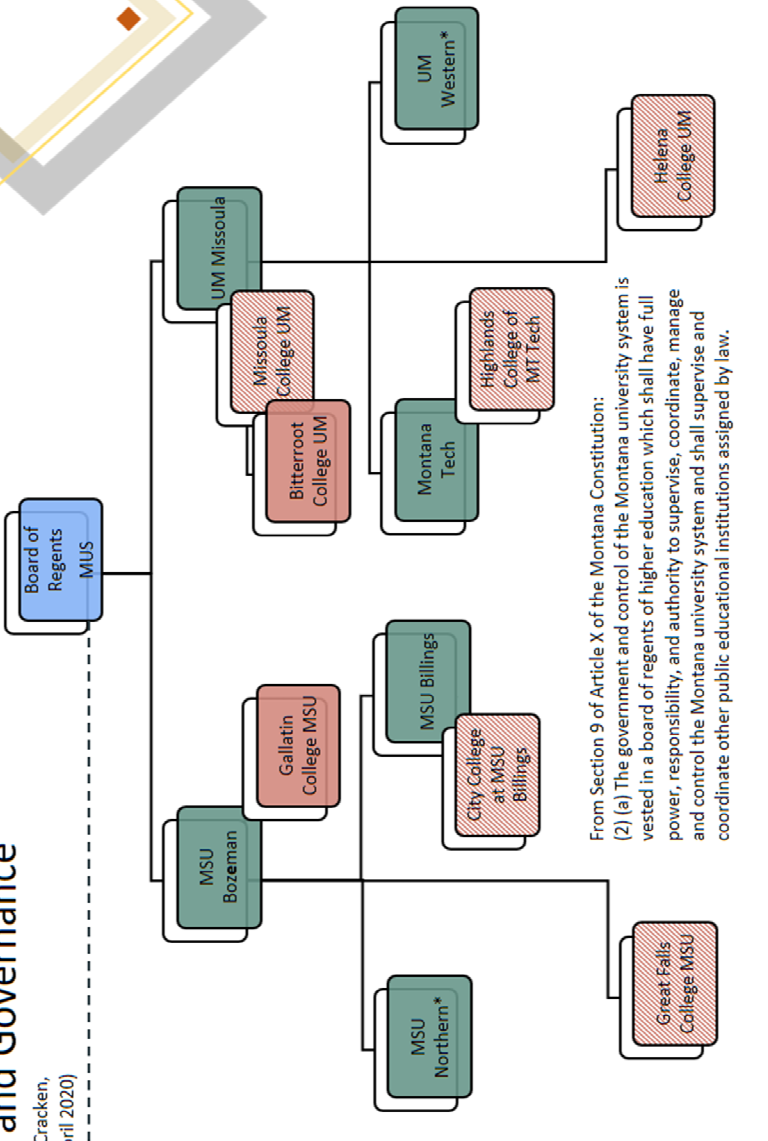 and Governance
Cracken,
pril 2020)
Board of
Regents
MUS
MSU
Bozeman
Gallatin
College MSU
UM Missoula
Missoula
College UM
Bitterroot
College UM
MSU
Northern*
MSU Billings
City College
at MSU
Billings
Montana
Tech
Highlands
College of
MT Tech
UM
Western*
Great Falls
College MSU
Helena
College UM
From Section 9 of Article X of the Montana Constitution:
(2) (a) The government and control of the Montana university system is
vested in a board of regents of higher education which shall have full
power, responsibility, and authority to supervise, coordinate, manage
and control the Montana university system and shall supervise and
coordinate other public educational institutions assigned by law.